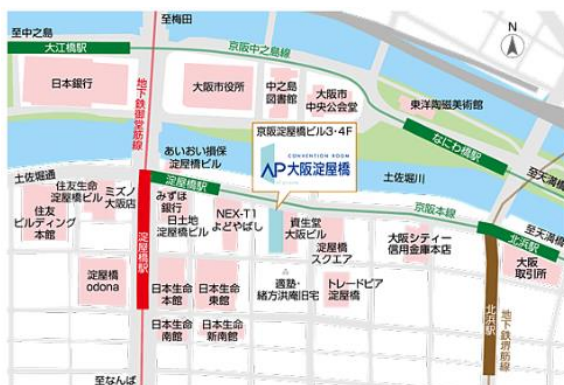 至中之島
至梅田
N
大江橋駅
京阪中之島線
日本銀行
地下鉄御堂筋線
大阪市役所
中之島
図書館
大阪市
中央公会堂
東洋陶磁美術館
なにわ橋駅
至天満橋
京阪淀屋橋ビル3・4F
CONVENTION ROOM
AP大阪淀屋橋
あいおい損保
淀屋橋ビル
土佐堀通
淀屋橋駅
土佐堀川
京阪本線
住友生命
淀屋橋ビル
ミズノ
大阪店
みずほ
銀行
日土地
淀屋橋ビル
NEX-T1
よどやばし
資生堂
大阪ビル
淀屋橋
スクエア
大阪シティー
信用金庫本店
北浜駅
至天満橋
大阪
取引所
住友
ビルディング
本館
淀屋橋駅
淀屋橋
odona
日本生命
本館
日本生命
東館
適塾・
緒方洪庵旧宅
トレードピア
淀屋橋
北浜駅
地下鉄堺筋線
日本生命
南館
日本生命
新南館
至なんば